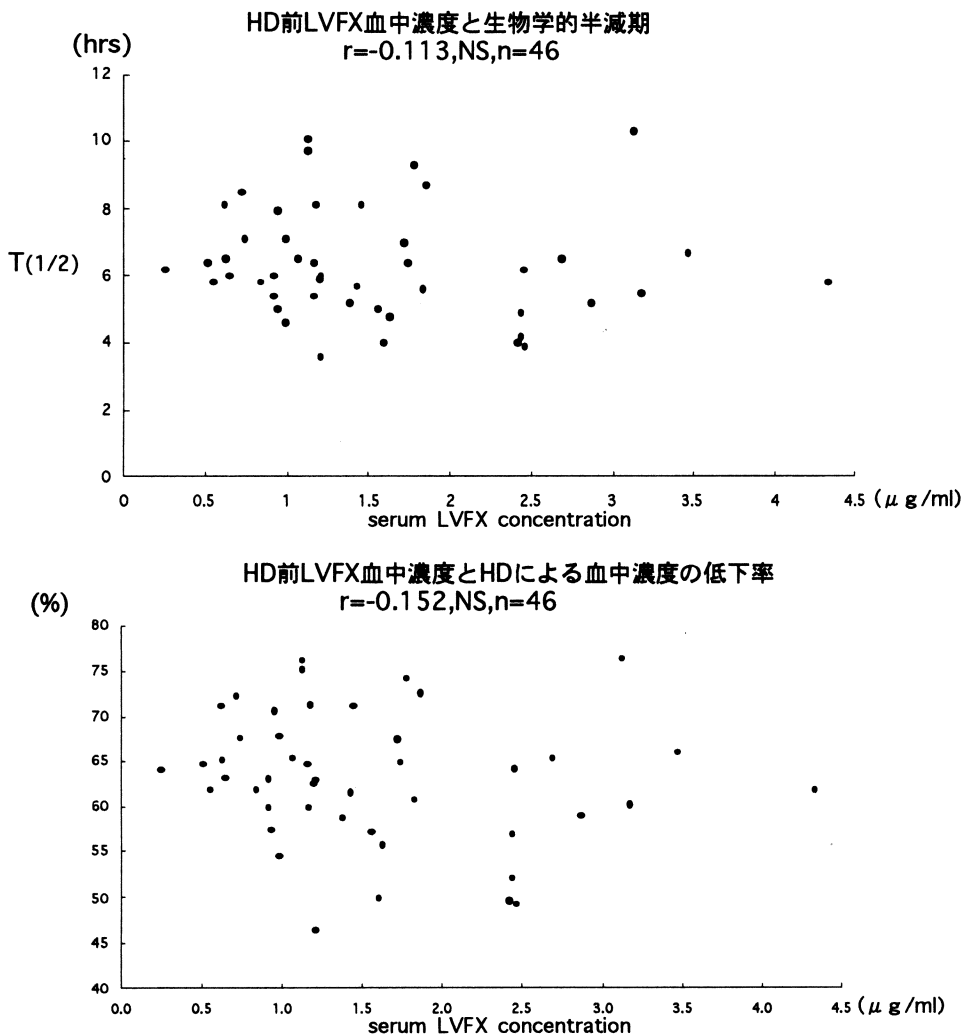 HD前LVFX血中濃度と生物学的半減期
(hrs)
r=-0.113,NS,n=46
12
10
8
T(1/2)
6
4
2
0
0 0.5 1 1.5 2 2.5 3 3.5 4 4.5 (μg/ml)
serum LVFX concentration
HD前LVFX血中濃度とHDによる血中濃度の低下率
(%)
r=-0.152,NS,n=46
80
75
70
65
60
55
50
45
40
0.0 0.5 1.0 1.5 2.0 2.5 3.0 3.5 4.0 4.5 (μg/ml)
serum LVFX concentration